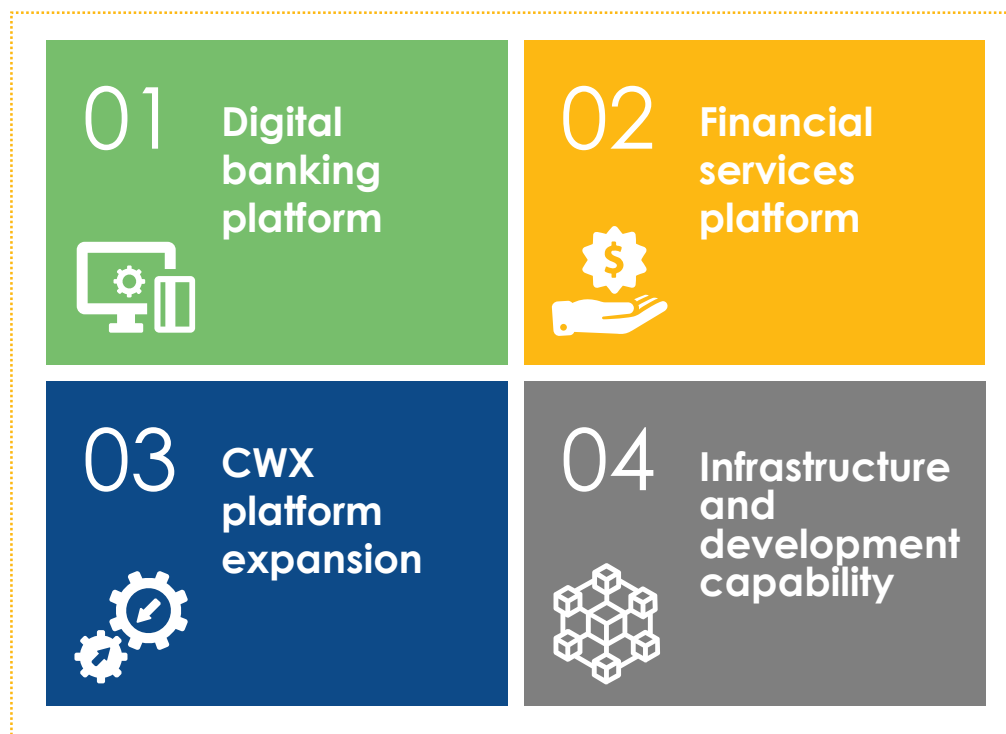 01
Digital
banking
platform
02
Financial
services
platform
$
03
CWX
platform
expansion
04
Infrastructure
and
development
capability